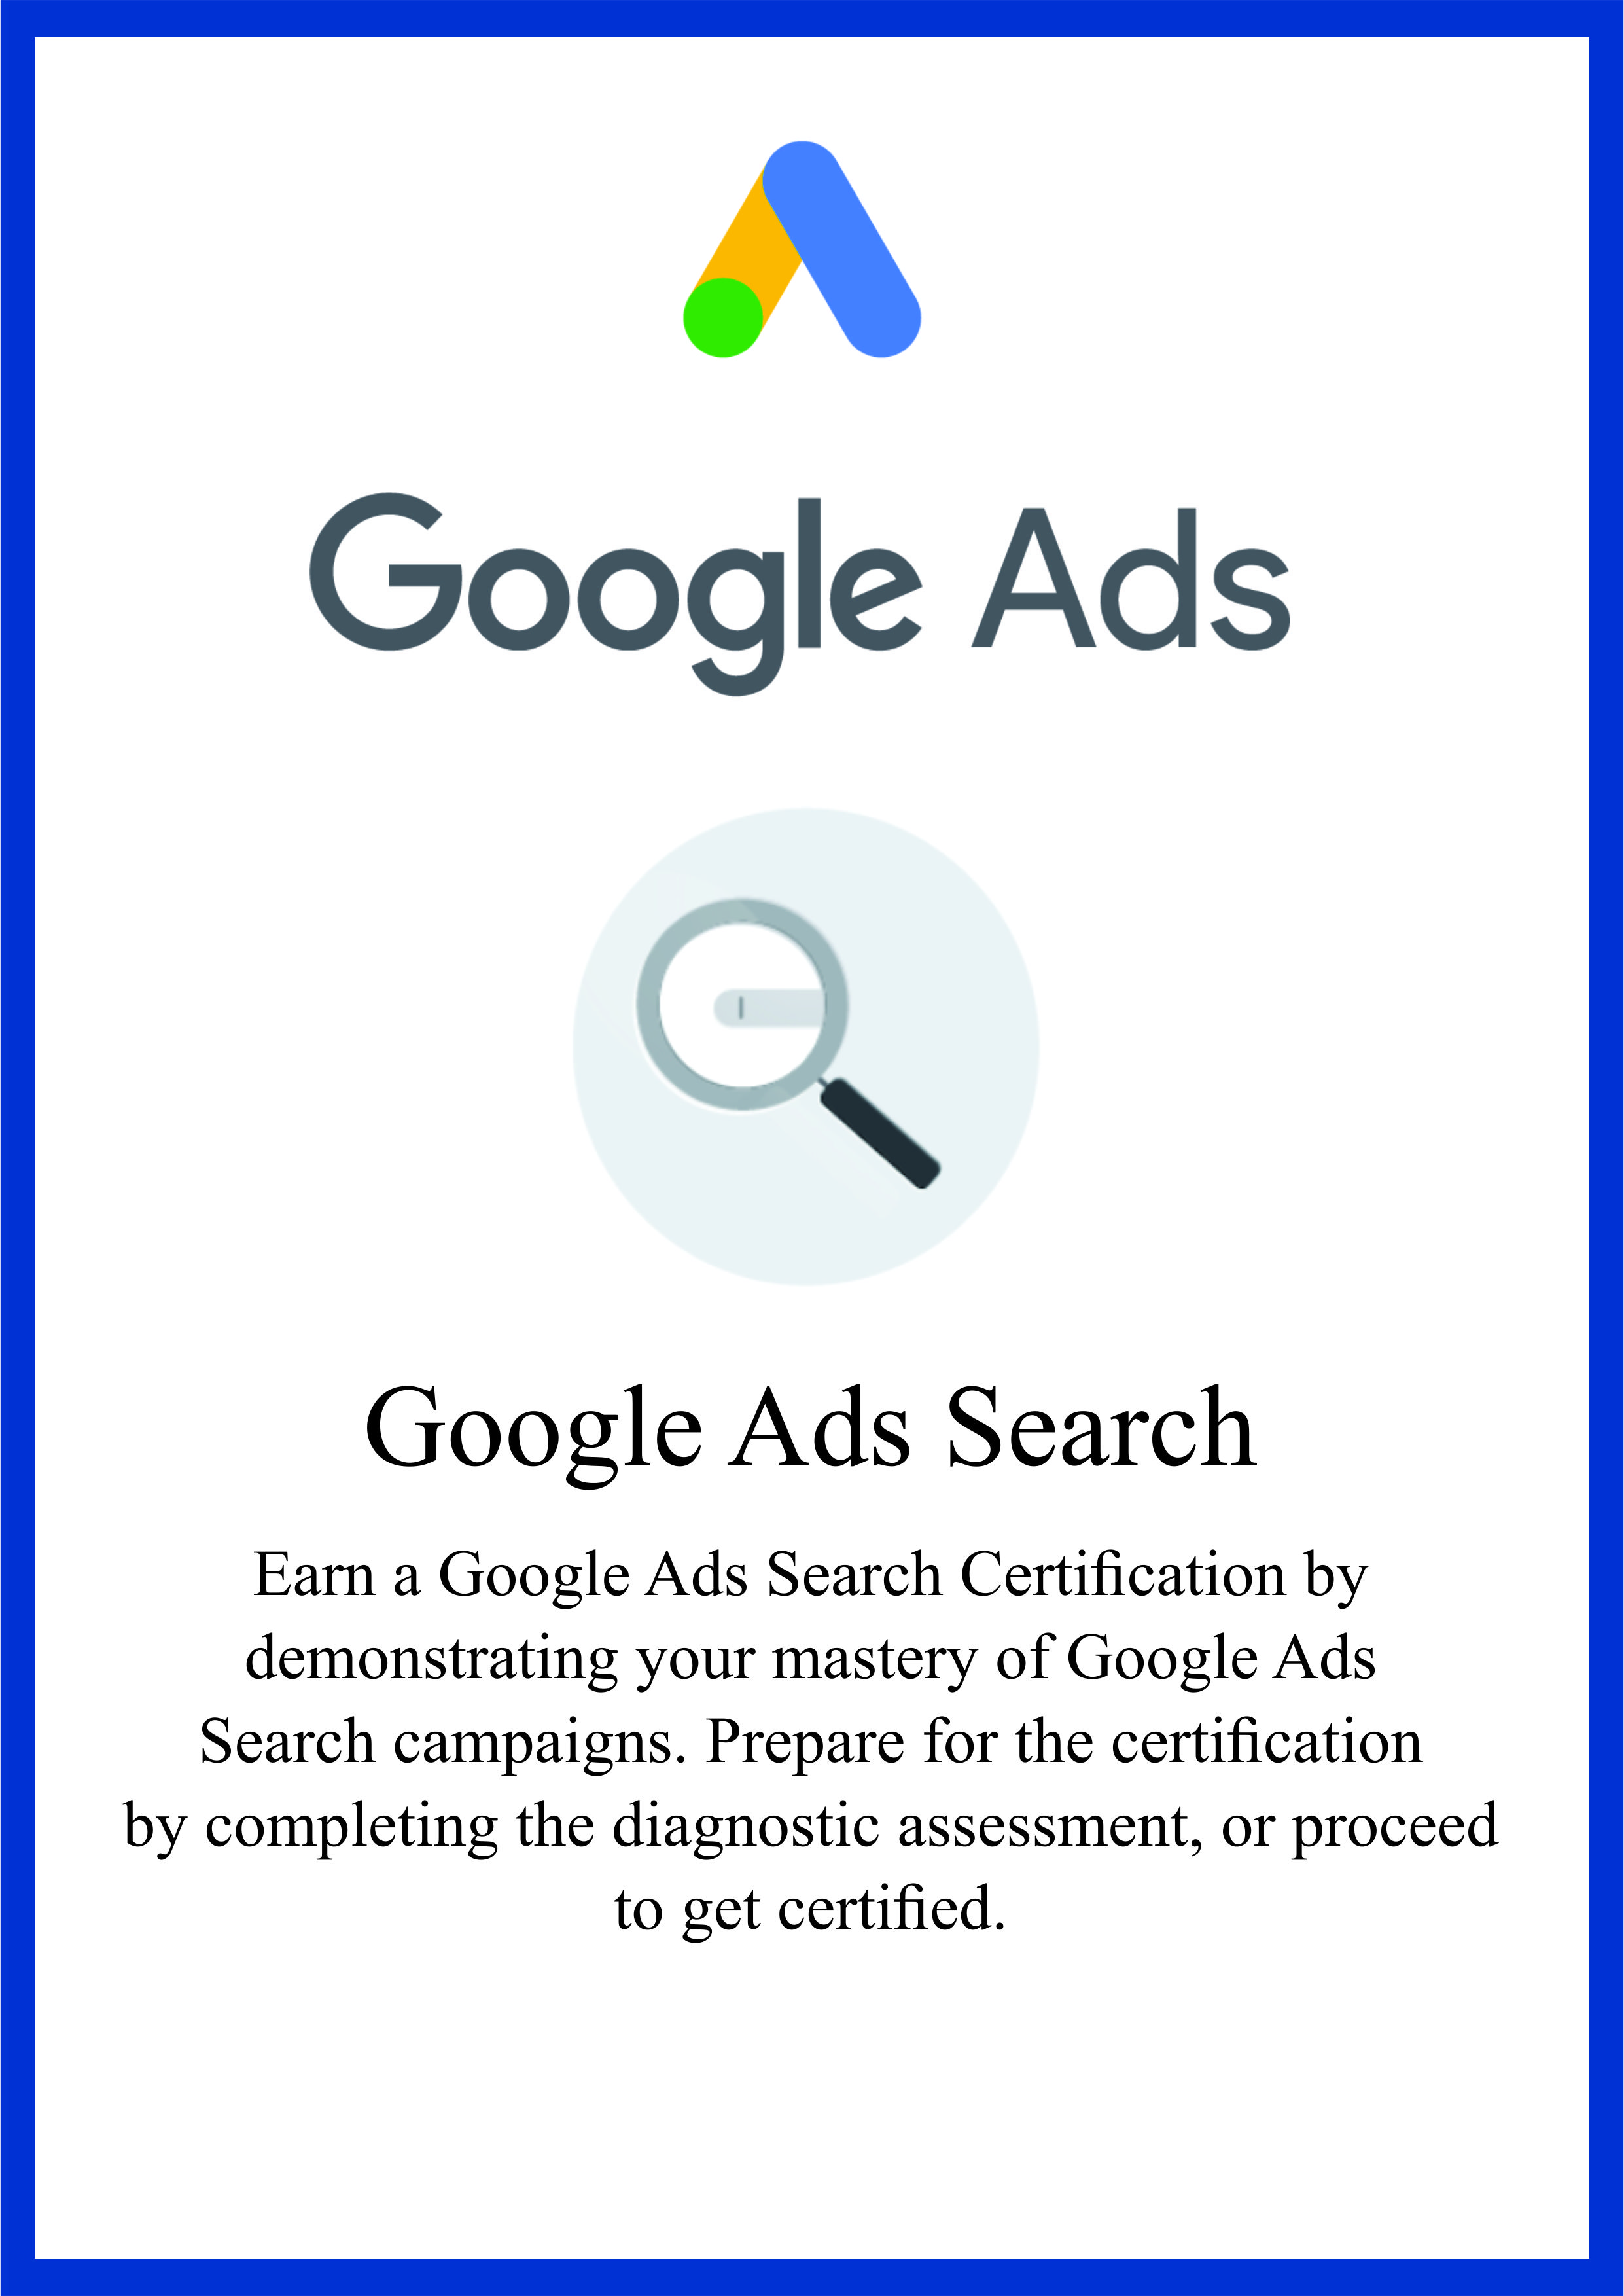 Google Ads
Google Ads Search
Earn a Google Ads Search Certification by
demonstrating your mastery of Google Ads
Search campaigns. Prepare for the certification
by completing the diagnostic assessment, or proceed
to get certified.